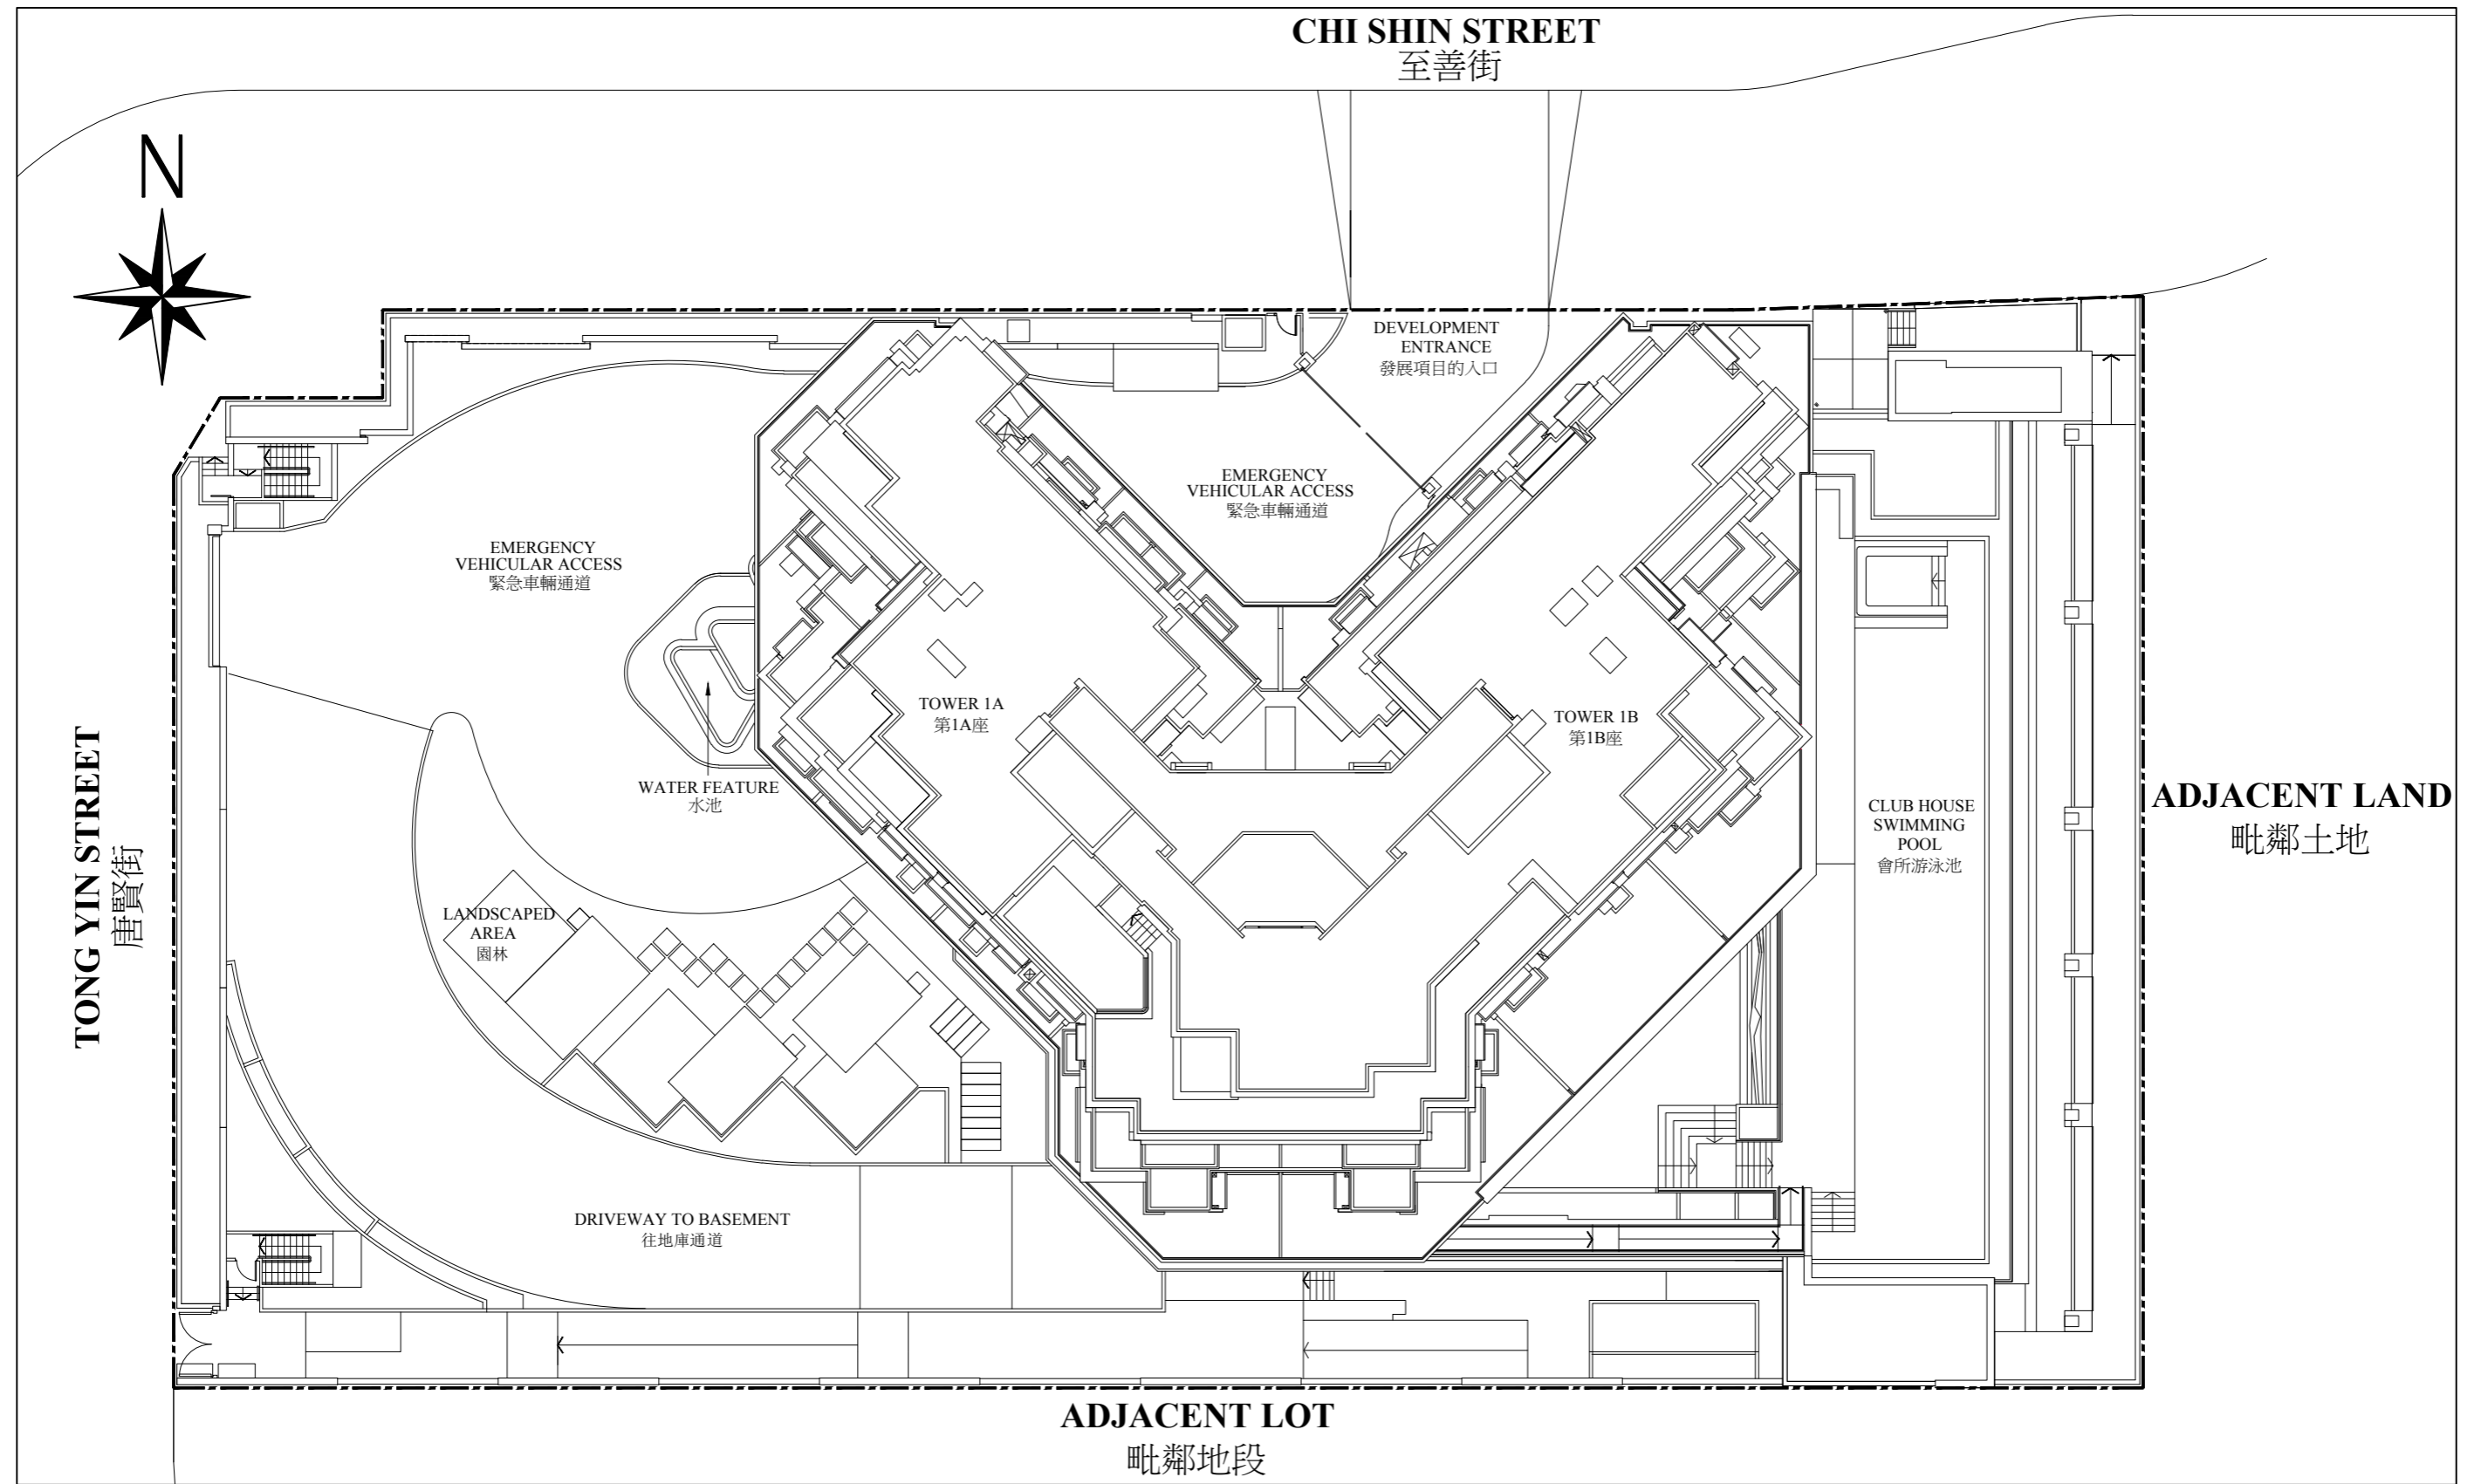 CHI SHIN STREET
至善街
N
DEVELOPMENT
ENTRANCE
發展項目的入口
EMERGENCY
VEHICULAR ACCESS
緊急車輛通道
EMERGENCY
VEHICULAR ACCESS
緊急車輛通道
TOWER 1A
第1A座
TOWER 1B
第1B座
WATER FEATURE
水池
TONG YIN STREET
唐賢街
ADJACENT LAND
毗鄰土地
CLUB HOUSE
SWIMMING
POOL
會所游泳池
LANDSCAPED
AREA
園林
DRIVEWAY TO BASEMENT
往地庫通道
ADJACENT LOT
毗鄰地段